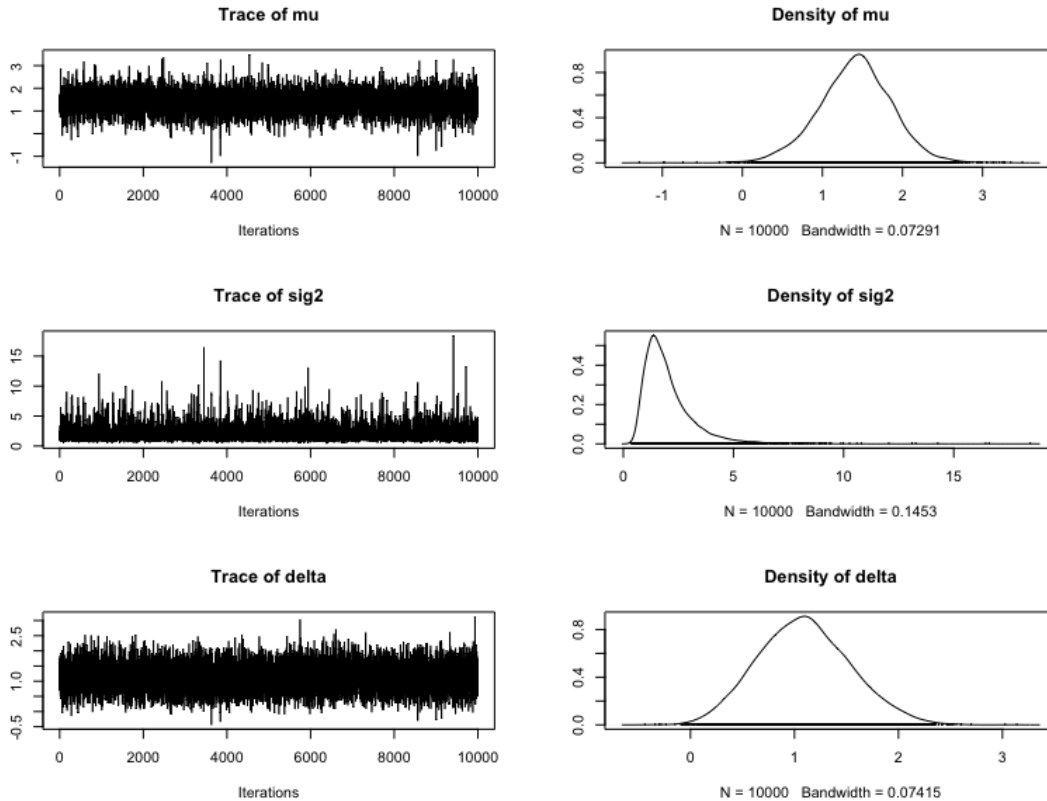 Trace of mu
3
2
1
-1
0 2000 4000 6000 8000 10000
Iterations
Density of mu
0.8
0.4
0.0
-1 0 1 2 3
N = 10000 Bandwidth = 0.07291
Trace of sig2
15
10
5
0
0 2000 4000 6000 8000 10000
Iterations
Density of sig2
0.4
0.2
0.0
0 5 10 15
N = 10000 Bandwidth = 0.1453
Trace of delta
2.5
1.0
-0.5
0 2000 4000 6000 8000 10000
Iterations
Density of delta
0.8
0.4
0.0
0 1 2 3
N = 10000 Bandwidth = 0.07415